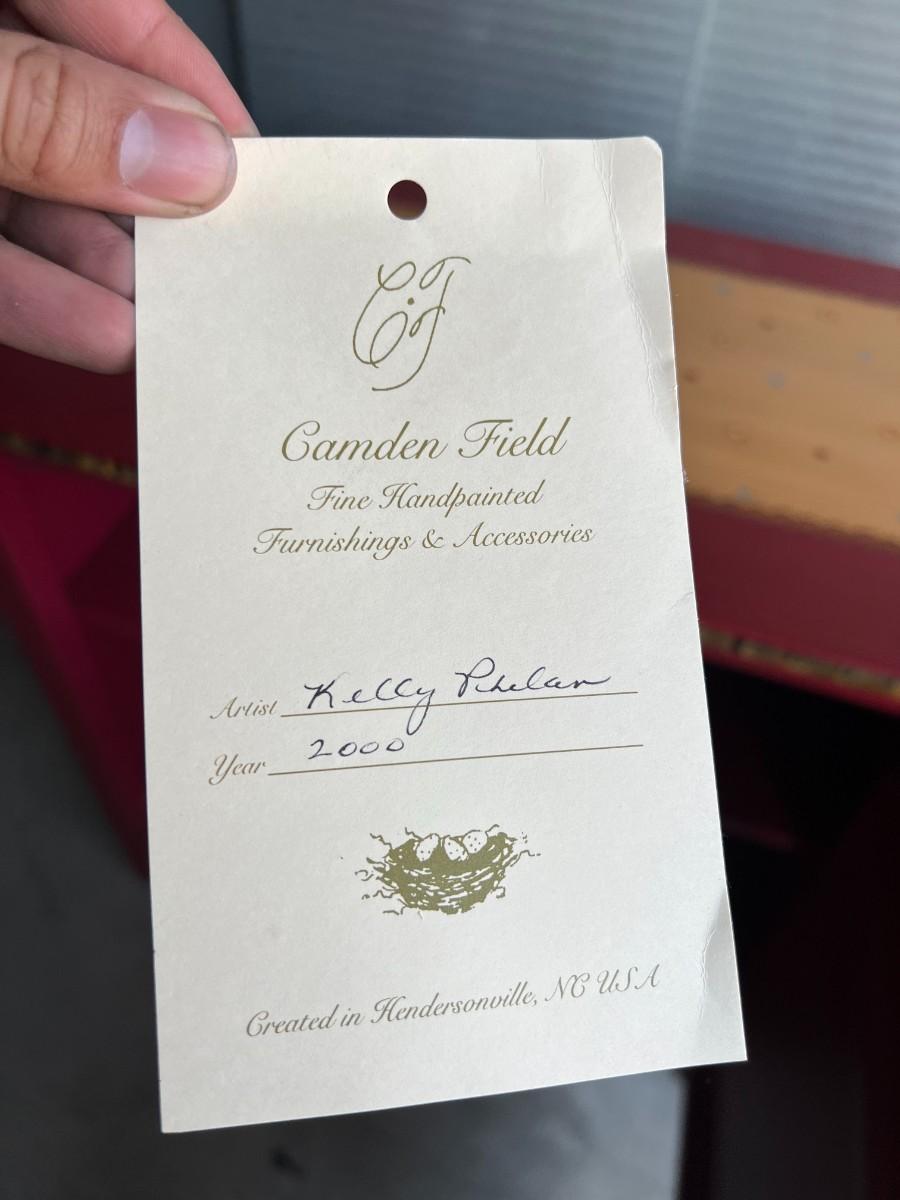 CF
Camden Field
Fine Handpainted
Furnishings & Accessories
Artist Kelly Phelan
Year 2000
Created in Hendersonville, NC USA